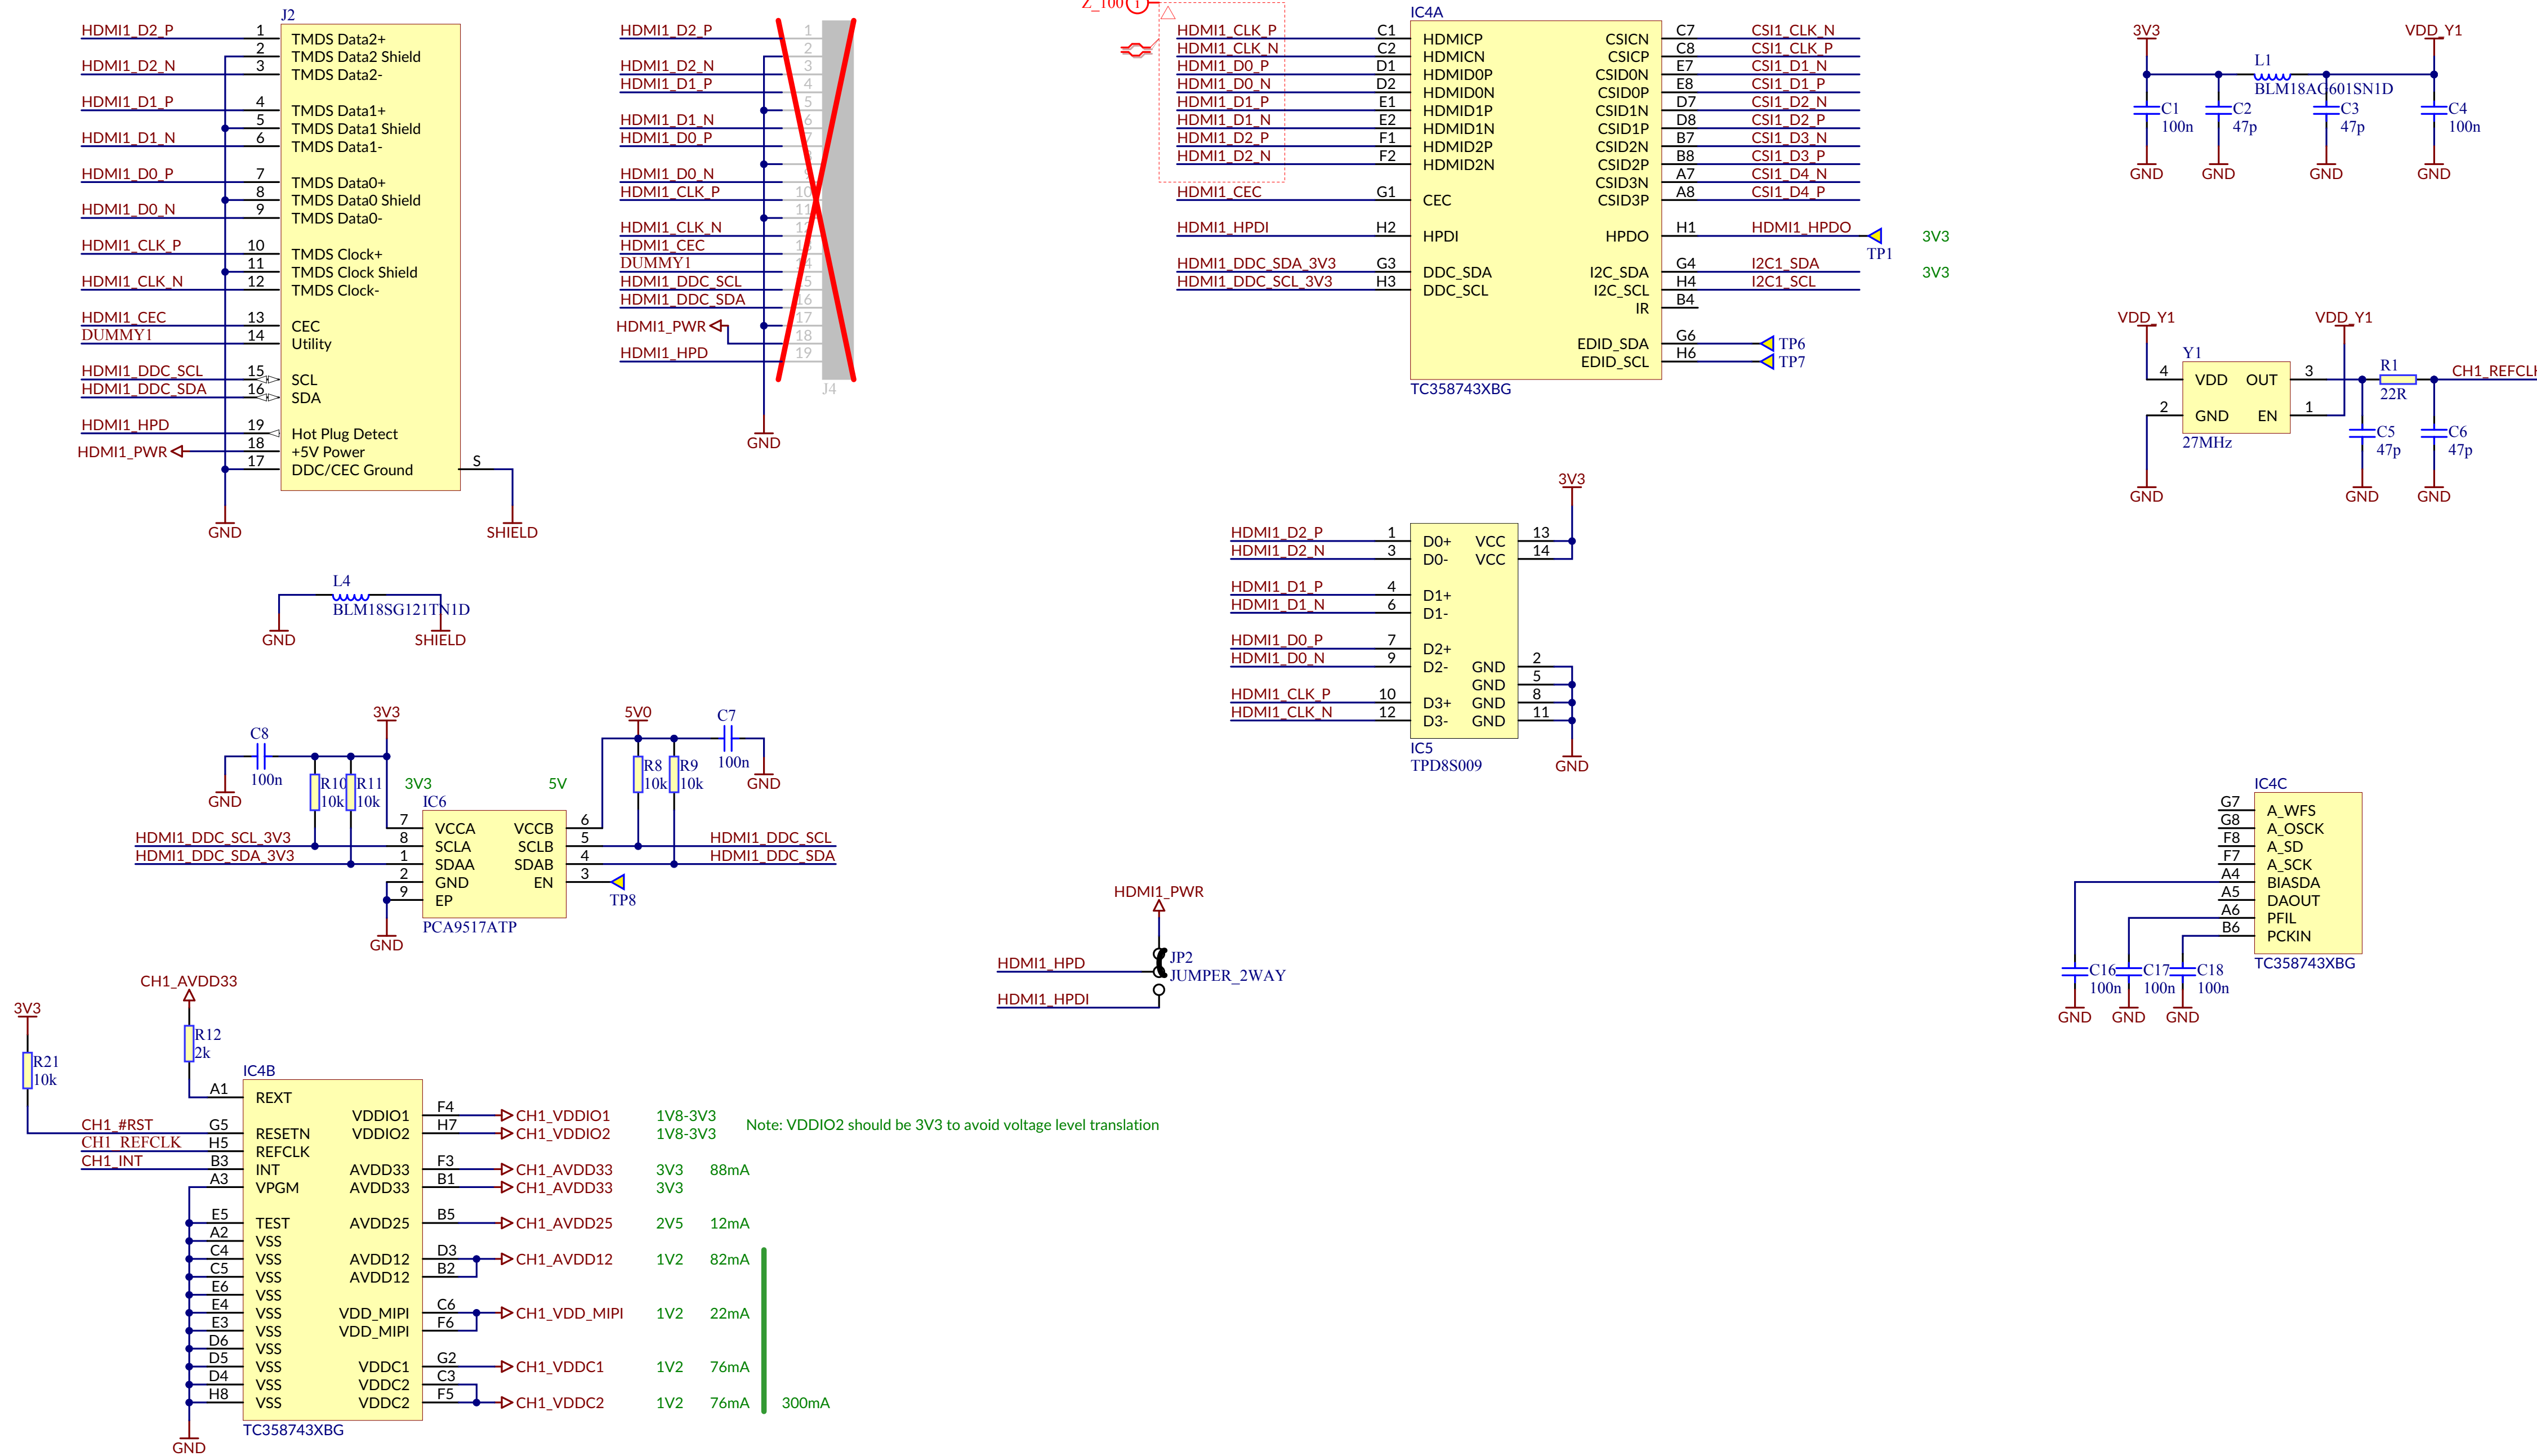 J2
HDMI1_D2_P 1 TMDS Data2+
2 TMDS Data2 Shield
HDMI1_D2_N 3 TMDS Data2-
HDMI1_D1_P 4 TMDS Data1+
5 TMDS Data1 Shield
HDMI1_D1_N 6 TMDS Data1-
HDMI1_D0_P 7 TMDS Data0+
8 TMDS Data0 Shield
HDMI1_D0_N 9 TMDS Data0-
HDMI1_CLK_P 10 TMDS Clock+
11 TMDS Clock Shield
HDMI1_CLK_N 12 TMDS Clock-
HDMI1_CEC 13 CEC
DUMMY1 14 Utility
HDMI1_DDC_SCL 15 SCL
HDMI1_DDC_SDA 16 SDA
HDMI1_HPD 19 Hot Plug Detect
HDMI1_PWR 18 +5V Power
17 DDC/CEC Ground S
GND SHIELD
HDMI1_D2_P 1
2
HDMI1_D2_N 3
HDMI1_D1_P 4
5
HDMI1_D1_N 6
HDMI1_D0_P 7
HDMI1_D0_N
HDMI1_CLK_P 10
11
HDMI1_CLK_N 12
HDMI1_CEC
DUMMY1 14
HDMI1_DDC_SCL 15
HDMI1_DDC_SDA 16
HDMI1_PWR 17
18
HDMI1_HPD 19
J4
GND
Z_100 1
IC4A
HDMI1_CLK_P C1 HDMICP CSICN C7 CSI1_CLK_N
HDMI1_CLK_N C2 HDMICN CSICP C8 CSI1_CLK_P
HDMI1_D0_P D1 HDMID0P CSID0N E7 CSI1_D1_N
HDMI1_D0_N D2 HDMID0N CSID0P E8 CSI1_D1_P
HDMI1_D1_P E1 HDMID1P CSID1N D7 CSI1_D2_N
HDMI1_D1_N E2 HDMID1N CSID1P D8 CSI1_D2_P
HDMI1_D2_P F1 HDMID2P CSID2N B7 CSI1_D3_N
HDMI1_D2_N F2 HDMID2N CSID2P B8 CSI1_D3_P
CSID3N A7 CSI1_D4_N
HDMI1_CEC G1 CEC CSID3P A8 CSI1_D4_P
HDMI1_HPDI H2 HPDI HPDO H1 HDMI1_HPDO TP1 3V3
HDMI1_DDC_SDA_3V3 G3 DDC_SDA I2C_SDA G4 I2C1_SDA 3V3
HDMI1_DDC_SCL_3V3 H3 DDC_SCL I2C_SCL H4 I2C1_SCL
IR B4
EDID_SDA G6 TP6
EDID_SCL H6 TP7
TC358743XBG
3V3 VDD_Y1
L1
BLM18AG601SN1D
C1 C2 C3 C4
100n 47p 47p 100n
GND GND GND GND
VDD_Y1 VDD_Y1
Y1
4 VDD OUT 3 R1 CH1_REFCLK
22R
2 GND EN 1
27MHz
C5 C6
47p 47p
GND GND GND
3V3
HDMI1_D2_P 1 D0+ VCC 13
HDMI1_D2_N 3 D0- VCC 14
HDMI1_D1_P 4 D1+
HDMI1_D1_N 6 D1-
HDMI1_D0_P 7 D2+
HDMI1_D0_N 9 D2- GND 2
GND 5
HDMI1_CLK_P 10 D3+ GND 8
HDMI1_CLK_N 12 D3- GND 11
IC5
TPD8S009
GND
L4
BLM18SG121TN1D
GND SHIELD
3V3 5V0
C8 C7
100n 100n
GND GND
R10 R11 R8 R9
10k 10k 10k 10k
3V3 5V
IC6
7 VCCA VCCB 6
HDMI1_DDC_SCL_3V3 8 SCLA SCLB 5 HDMI1_DDC_SCL
HDMI1_DDC_SDA_3V3 1 SDAA SDAB 4 HDMI1_DDC_SDA
2 GND EN 3 TP8
9 EP
PCA9517ATP
GND
HDMI1_PWR
JP2
HDMI1_HPD
JUMPER_2WAY
HDMI1_HPDI
IC4C
G7 A_WFS
G8 A_OSCK
F8 A_SD
F7 A_SCK
A4 BIASDA
A5 DAOUT
A6 PFIL
B6 PCKIN
TC358743XBG
C16 C17 C18
100n 100n 100n
GND GND GND
CH1_AVDD33
3V3
R12
2k
R21
10k
IC4B
A1 REXT
VDDIO1 F4 CH1_VDDIO1 1V8-3V3
CH1_#RST G5 RESETN VDDIO2 H7 CH1_VDDIO2 1V8-3V3
Note: VDDIO2 should be 3V3 to avoid voltage level translation
CH1_REFCLK H5 REFCLK
CH1_INT B3 INT AVDD33 F3 CH1_AVDD33 3V3 88mA
A3 VPGM AVDD33 B1 CH1_AVDD33 3V3
E5 TEST AVDD25 B5 CH1_AVDD25 2V5 12mA
A2 VSS
C4 VSS AVDD12 D3 CH1_AVDD12 1V2 82mA
C5 VSS AVDD12 B2
E6 VSS
E4 VSS VDD_MIPI C6 CH1_VDD_MIPI 1V2 22mA
E3 VSS VDD_MIPI F6
D6 VSS
D5 VSS VDDC1 G2 CH1_VDDC1 1V2 76mA
D4 VSS VDDC2 C3
H8 VSS VDDC2 F5 CH1_VDDC2 1V2 76mA 300mA
TC358743XBG
GND